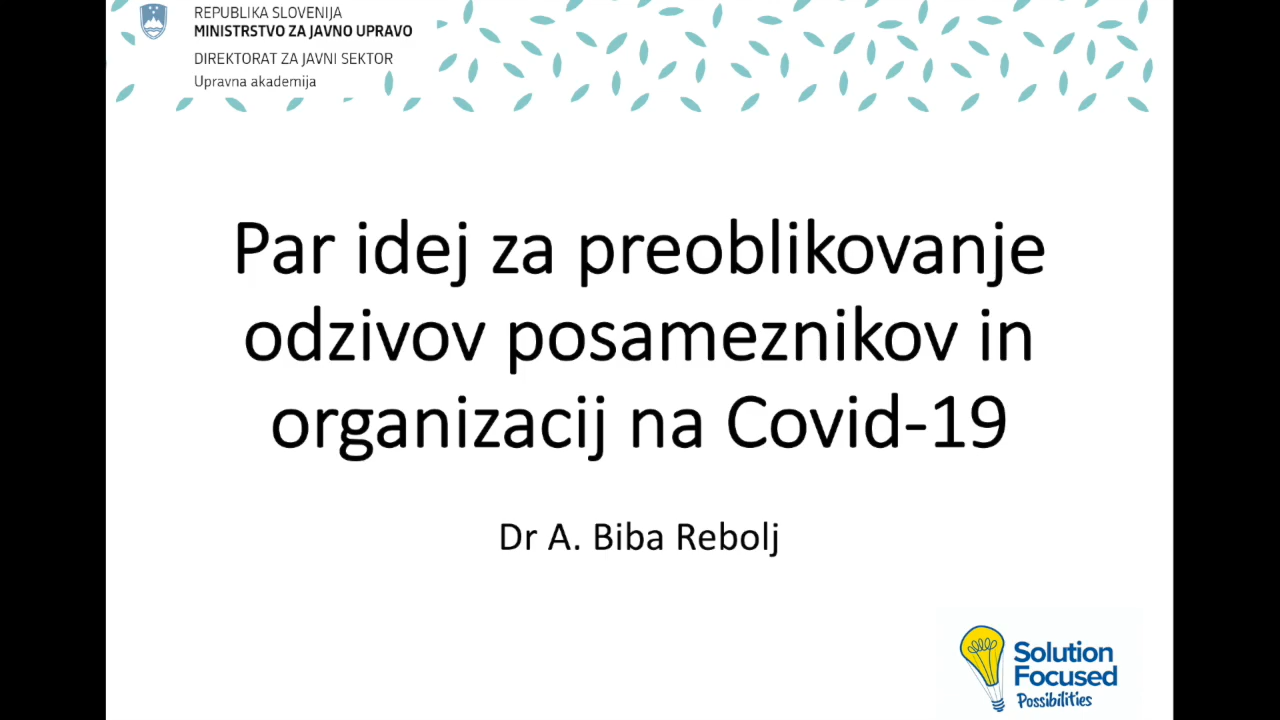 REPUBLIKA SLOVENIJA
MINISTRSTVO ZA JAVNO UPRAVO
DIREKTORAT ZA JAVNI SEKTOR
Upravna akademija
Par idej za preoblikovanje
odzivov posameznikov in
organizacij na Covid-19
Dr A. Biba Rebolj
Solution
Focused
Possibilities